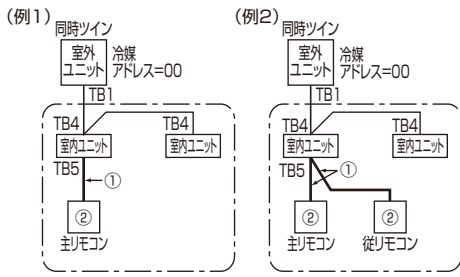 (例1)
同時ツイン
室外
ユニット
冷媒
アドレス=00
TB1
TB4
TB4
室内ユニット
室内ユニット
TB5
①
②
主リモコン
(例2)
同時ツイン
室外
ユニット
冷媒
アドレス=00
TB1
TB4
TB4
室内ユニット
室内ユニット
TB5
①
②
②
主リモコン
従リモコン